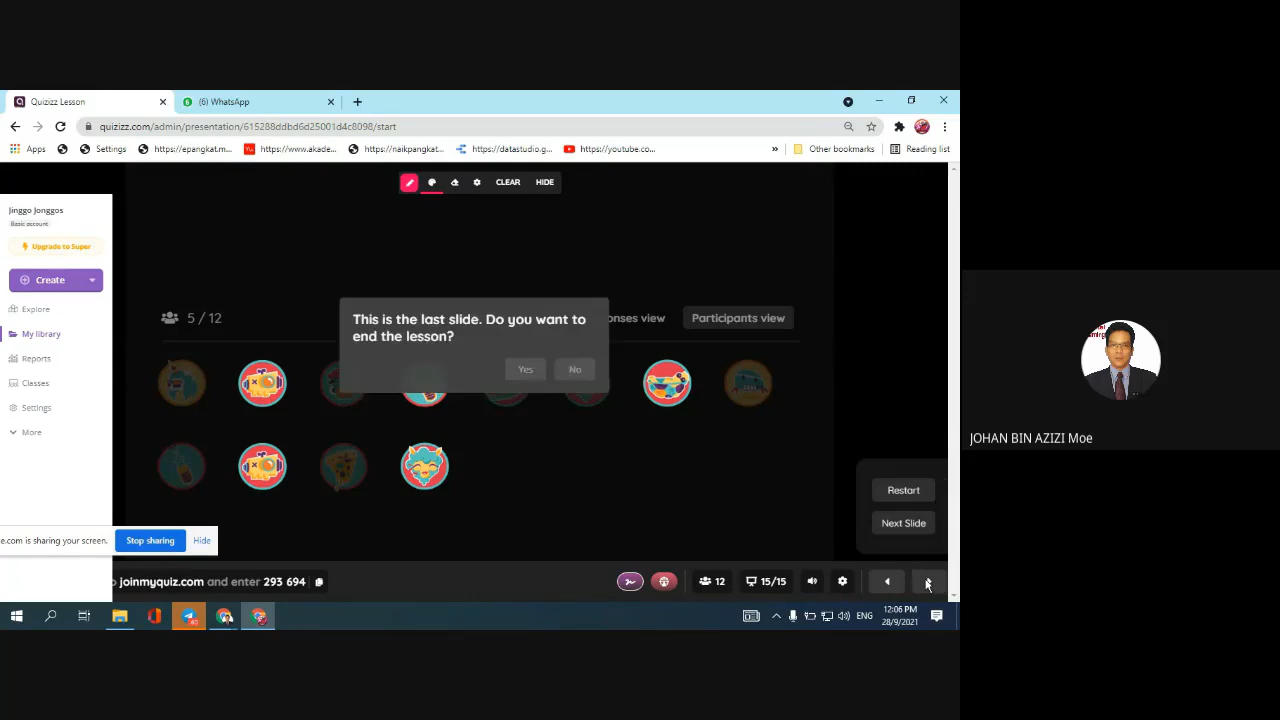 Quizizz Lesson
(6) WhatsApp
quizizz.com/admin/presentation/615288ddbd6d25001d4c8098/start
Apps Settings https://epangkat.m... https://www.akade... https://naikpangkat... https://datastudio.g... https://youtube.co... » Other bookmarks Reading list
CLEAR HIDE
Jinggo Jonggos
Basic account
Upgrade to Super
Create
Explore
My library
Reports
Classes
Settings
More
5 / 12
onses view
Participants view
This is the last slide. Do you want to
end the lesson?
Yes No
Restart
Next Slide
e.com is sharing your screen. Stop sharing Hide
joinmyquiz.com and enter 293 694
12 15/15
ENG
12:06 PM
28/9/2021
JOHAN BIN AZIZI Moe